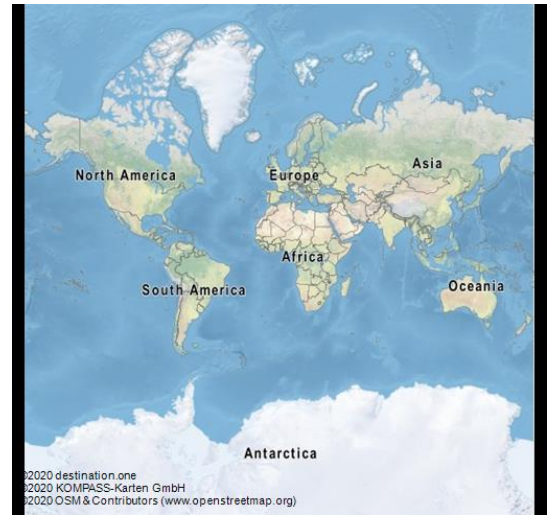 Asia
North America
Europe
Africa
South America
Oceania
Antarctica
©2020 destination.one
©2020 KOMPASS-Karten GmbH
©2020 OSM & Contributors (www.openstreetmap.org)